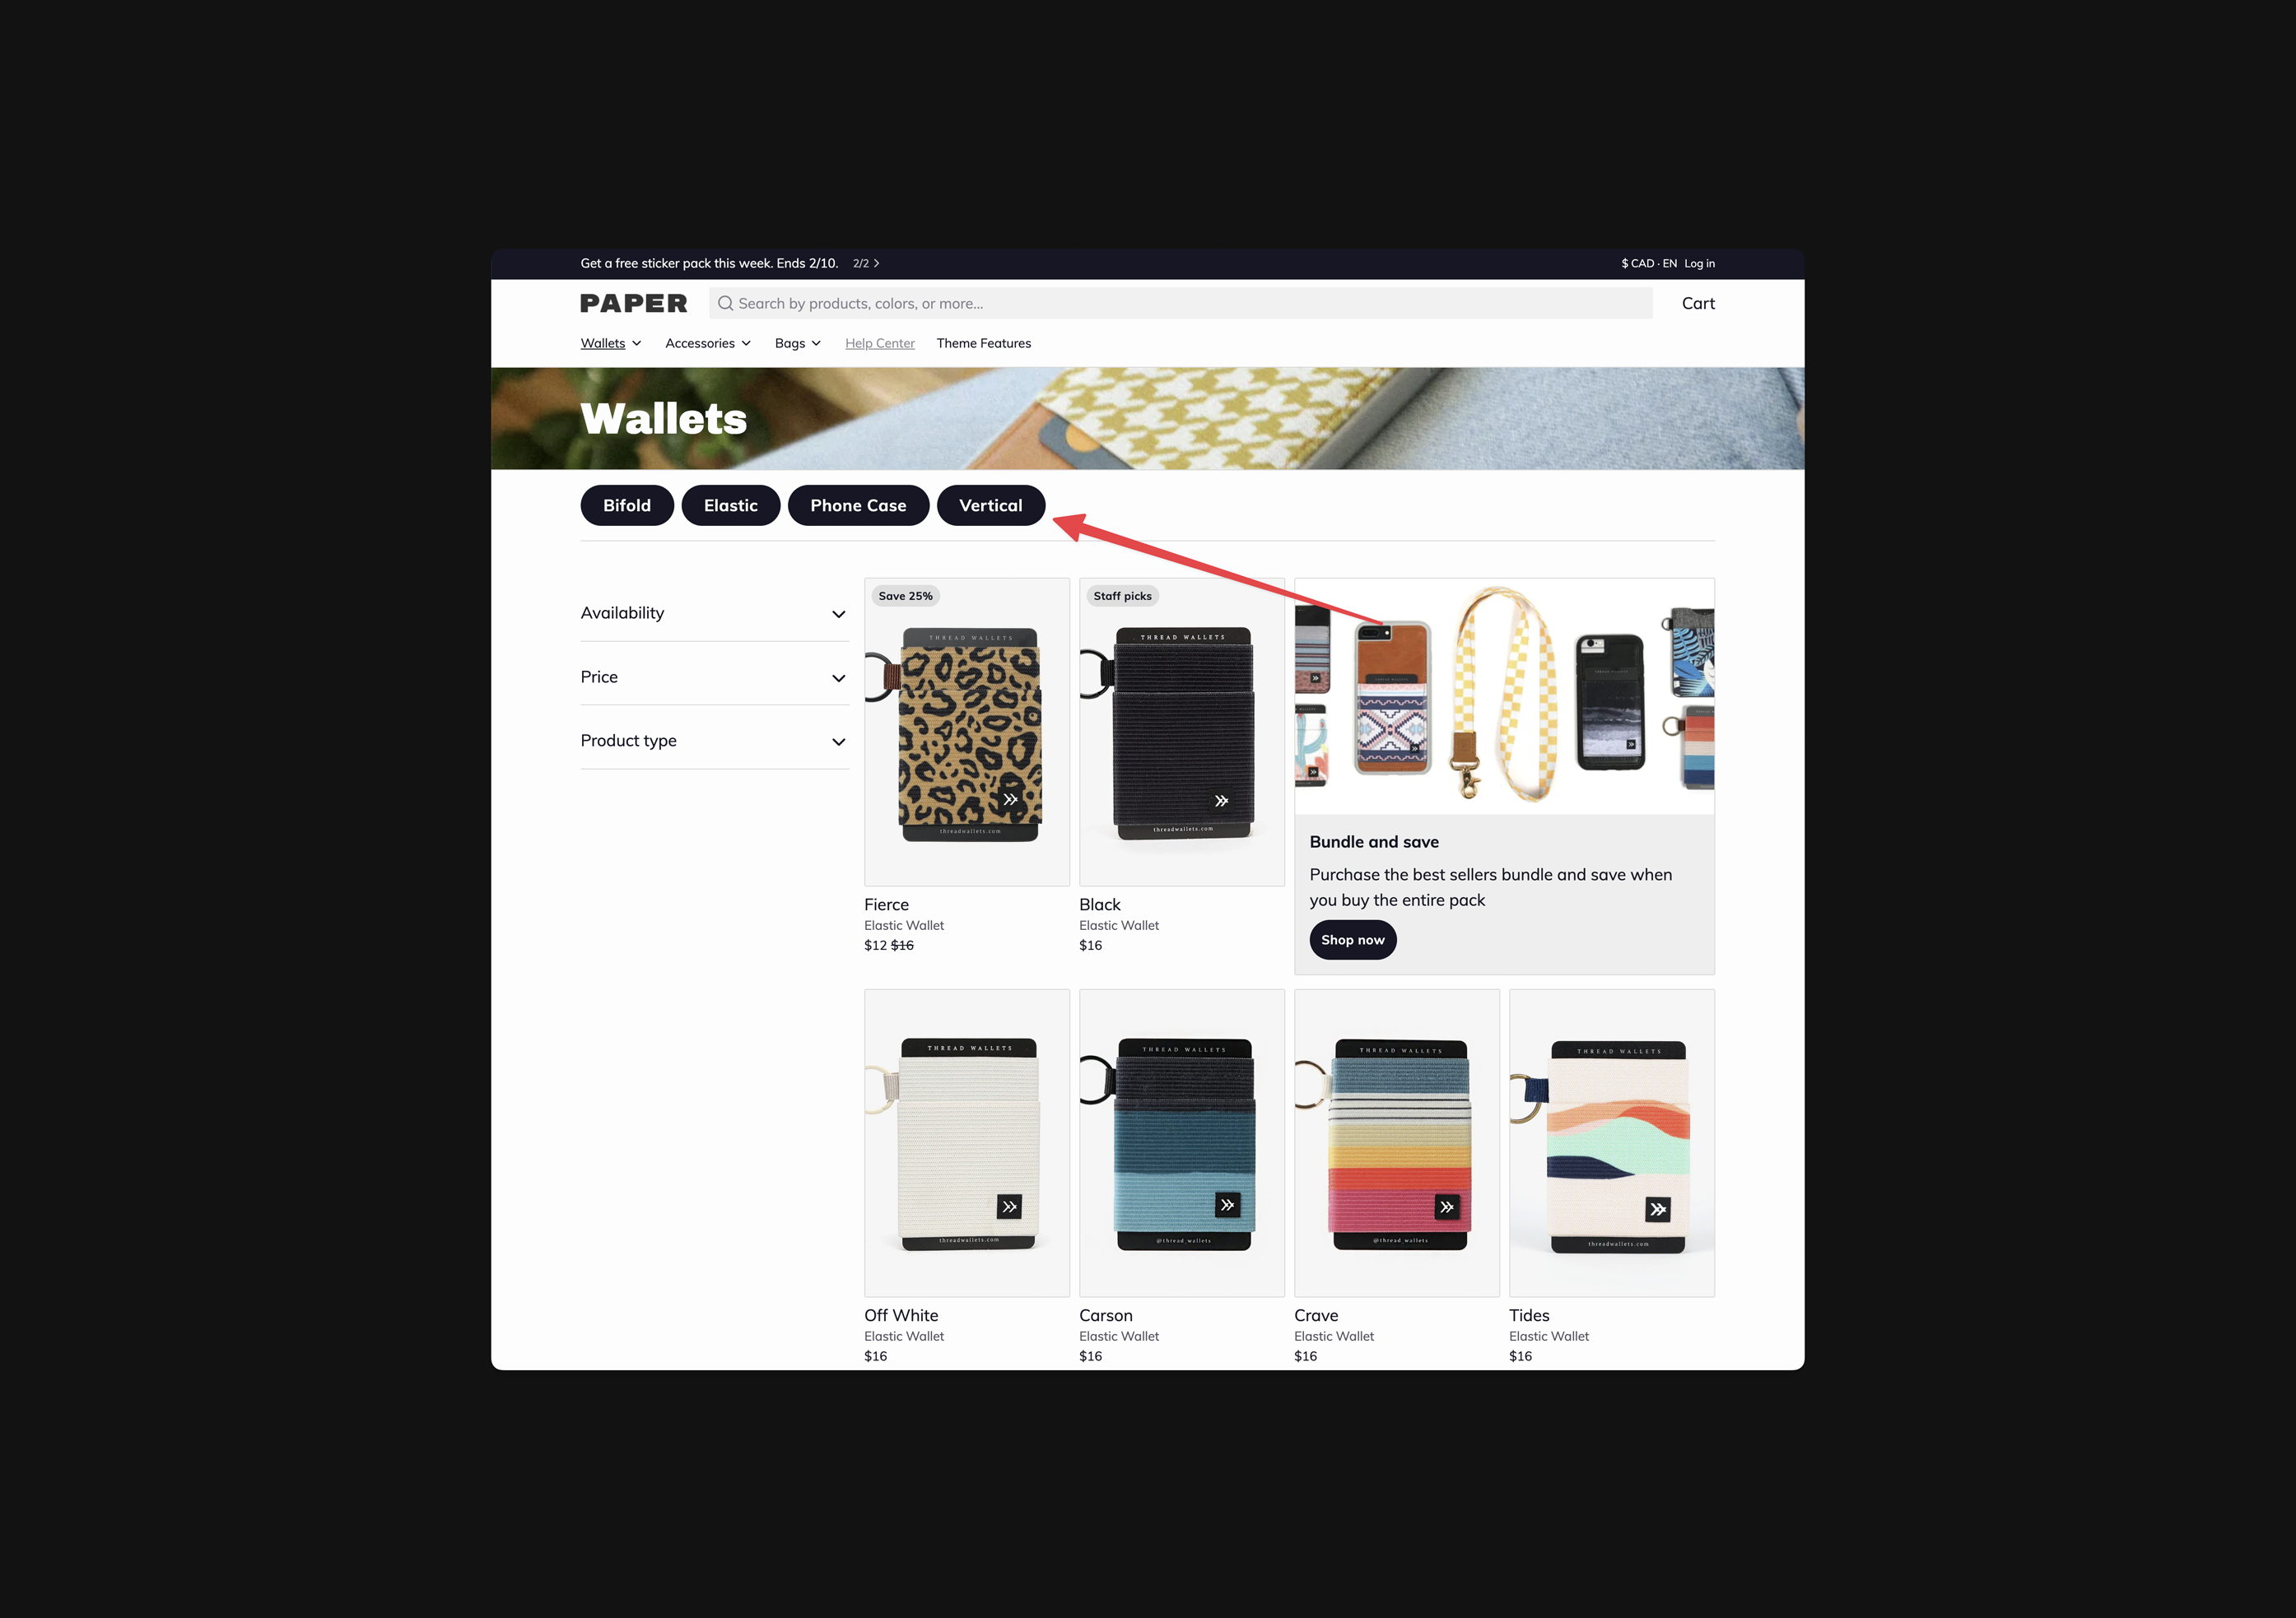 Get a free sticker pack this week. Ends 2/10. 2/2
$ CAD · EN Log in
PAPER
Search by products, colors, or more...
Cart
Wallets Accessories Bags Help Center Theme Features
Wallets
Bifold Elastic Phone Case Vertical
Availability
Price
Product type
Save 25%
THREAD WALLETS
threadwallets.com
Fierce
Elastic Wallet
$12 $16
Staff picks
THREAD WALLETS
threadwallets.com
Black
Elastic Wallet
$16
Bundle and save
Purchase the best sellers bundle and save when
you buy the entire pack
Shop now
THREAD WALLETS
threadwallets.com
Off White
Elastic Wallet
$16
THREAD WALLETS
@thread_wallets
Carson
Elastic Wallet
$16
THREAD WALLETS
@thread_wallets
Crave
Elastic Wallet
$16
THREAD WALLETS
threadwallets.com
Tides
Elastic Wallet
$16